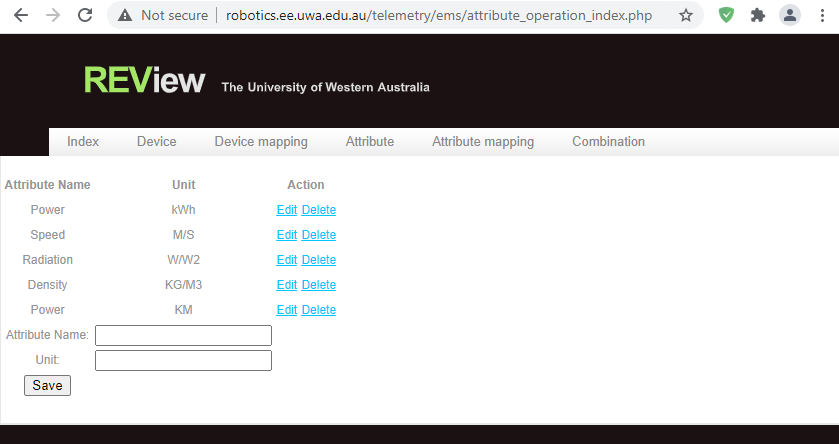 Not secure | robotics.ee.uwa.edu.au/telemetry/ems/attribute_operation_index.php
REView The University of Western Australia
Index Device Device mapping Attribute Attribute mapping Combination
Attribute Name Unit Action
Power kWh Edit Delete
Speed M/S Edit Delete
Radiation W/W2 Edit Delete
Density KG/M3 Edit Delete
Power KM Edit Delete
Attribute Name:
Unit:
Save